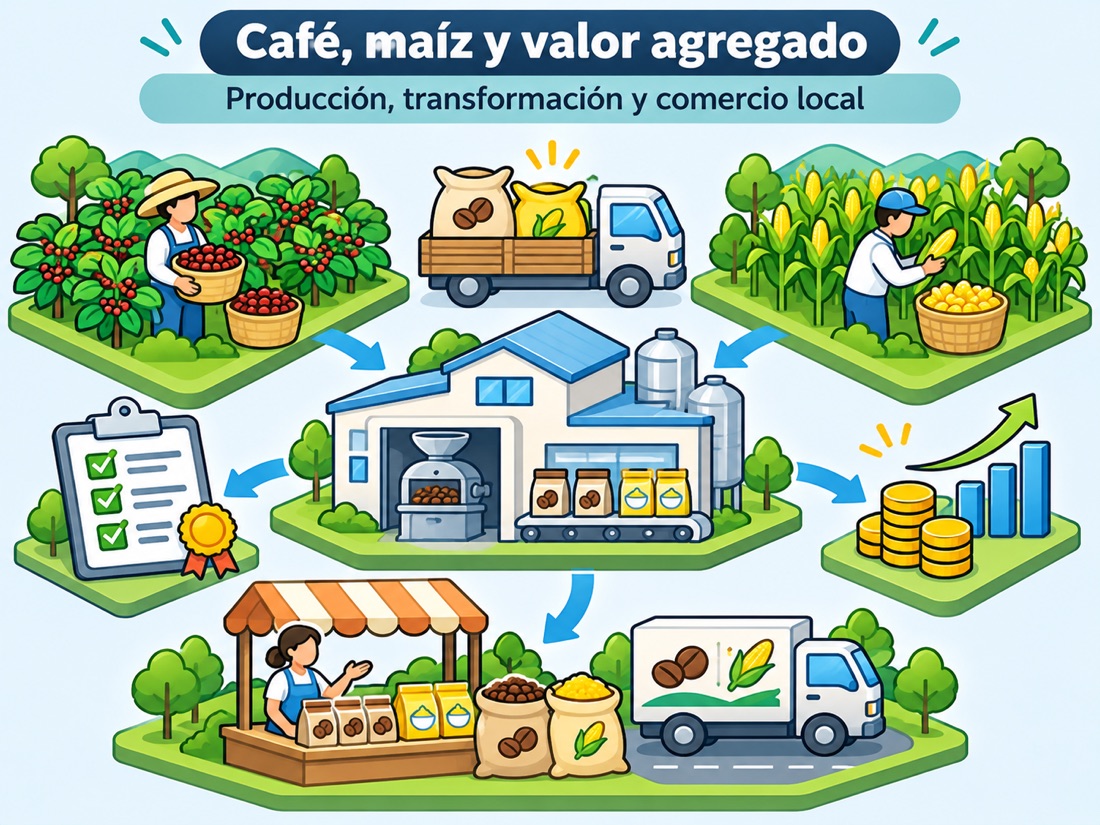 Café, maíz y valor agregado
Producción, transformación y comercio local